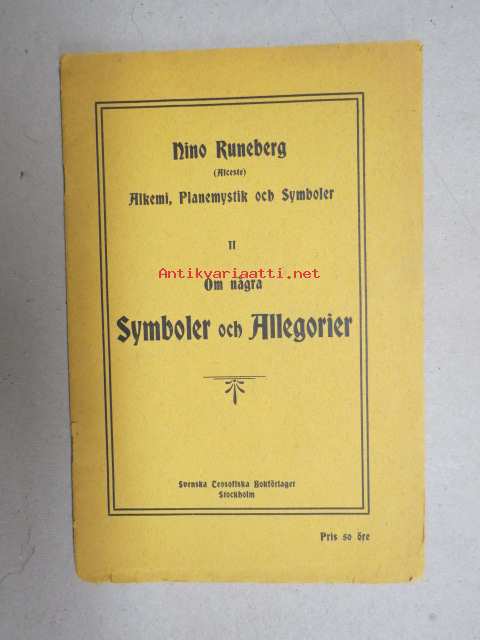 Nino Runeberg
(Alceste)
Alkemi, Planemystik och Symboler
II
Antikvariaatti.net
Om några
Symboler och Allegorier
Svenska Teosofiska Bokförlaget
Stockholm
Pris 50 öre